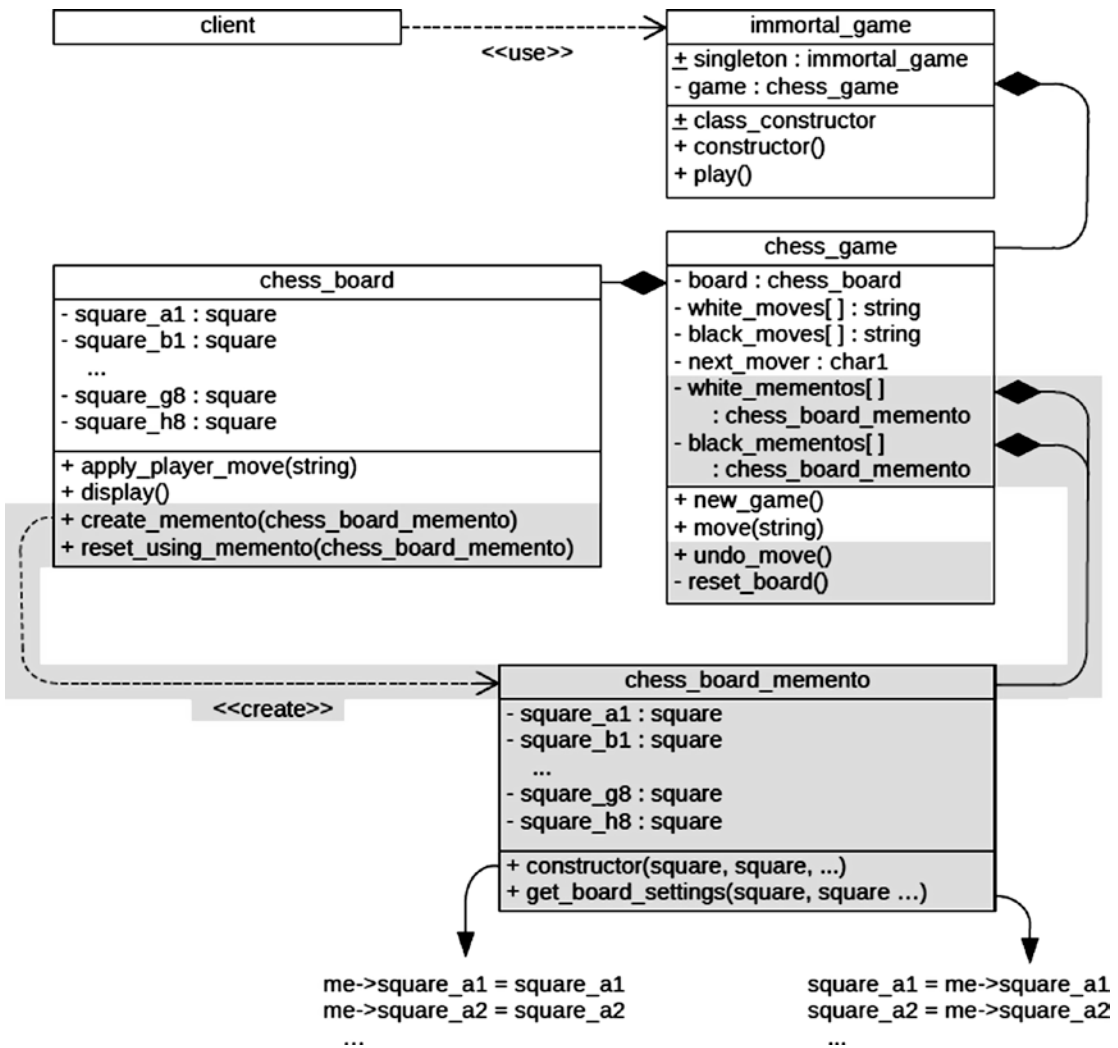 client
<<use>>
immortal_game
+ singleton : immortal_game
- game : chess_game
+ class_constructor
+ constructor()
+ play()
chess_board
- square_a1 : square
- square_b1 : square
...
- square_g8 : square
- square_h8 : square
+ apply_player_move(string)
+ display()
+ create_memento(chess_board_memento)
+ reset_using_memento(chess_board_memento)
chess_game
- board : chess_board
- white_moves[ ] : string
- black_moves[ ] : string
- next_mover : char1
- white_mementos[ ]
: chess_board_memento
- black_mementos[ ]
: chess_board_memento
+ new_game()
+ move(string)
+ undo_move()
- reset_board()
<<create>>
chess_board_memento
- square_a1 : square
- square_b1 : square
...
- square_g8 : square
- square_h8 : square
+ constructor(square, square, ...)
+ get_board_settings(square, square ...)
me->square_a1 = square_a1
me->square_a2 = square_a2
...
square_a1 = me->square_a1
square_a2 = me->square_a2
...